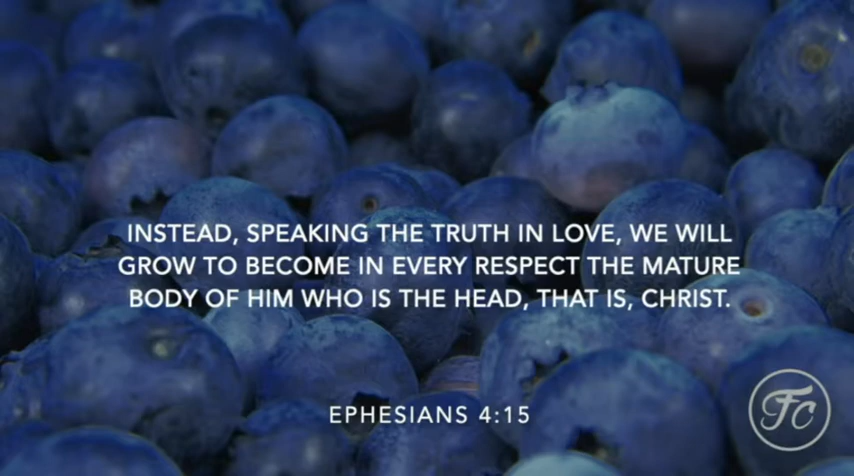 INSTEAD, SPEAKING THE TRUTH IN LOVE, WE WILL
GROW TO BECOME IN EVERY RESPECT THE MATURE
BODY OF HIM WHO IS THE HEAD, THAT IS, CHRIST.
EPHESIANS 4:15
Fc